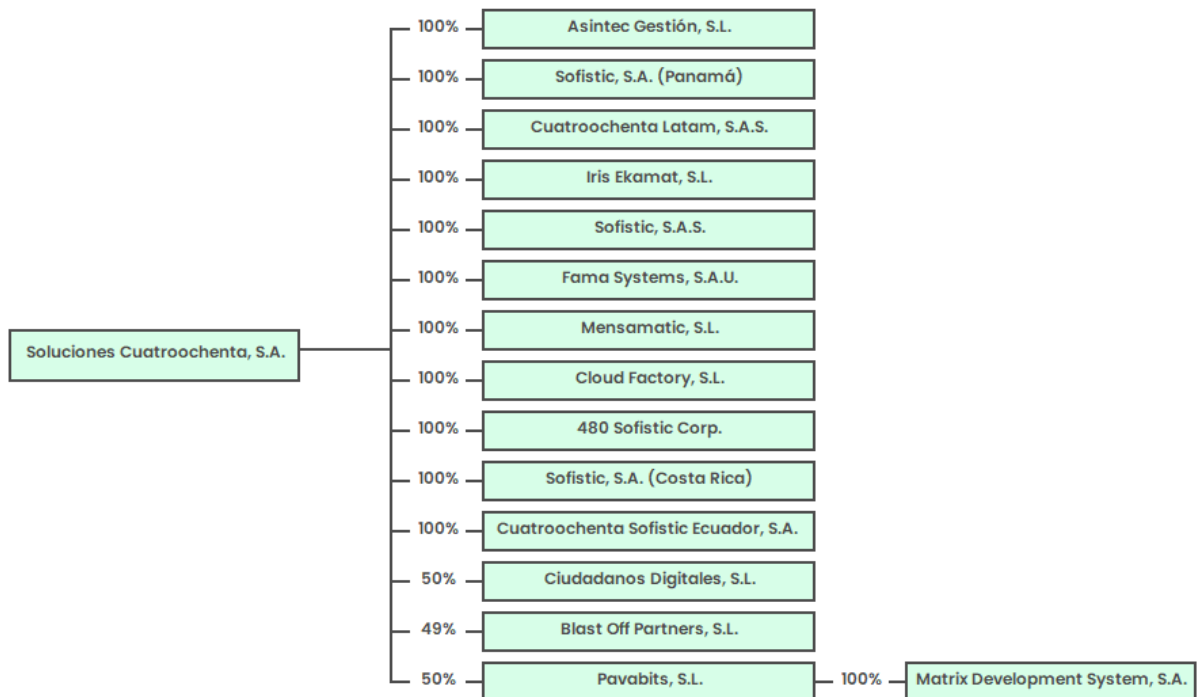 100% Asintec Gestión, S.L.
100% Sofistic, S.A. (Panamá)
100% Cuatroochenta Latam, S.A.S.
100% Iris Ekamat, S.L.
100% Sofistic, S.A.S.
100% Fama Systems, S.A.U.
100% Mensamatic, S.L.
Soluciones Cuatroochenta, S.A.
100% Cloud Factory, S.L.
100% 480 Sofistic Corp.
100% Sofistic, S.A. (Costa Rica)
100% Cuatroochenta Sofistic Ecuador, S.A.
50% Ciudadanos Digitales, S.L.
49% Blast Off Partners, S.L.
50% Pavabits, S.L. 100% Matrix Development System, S.A.